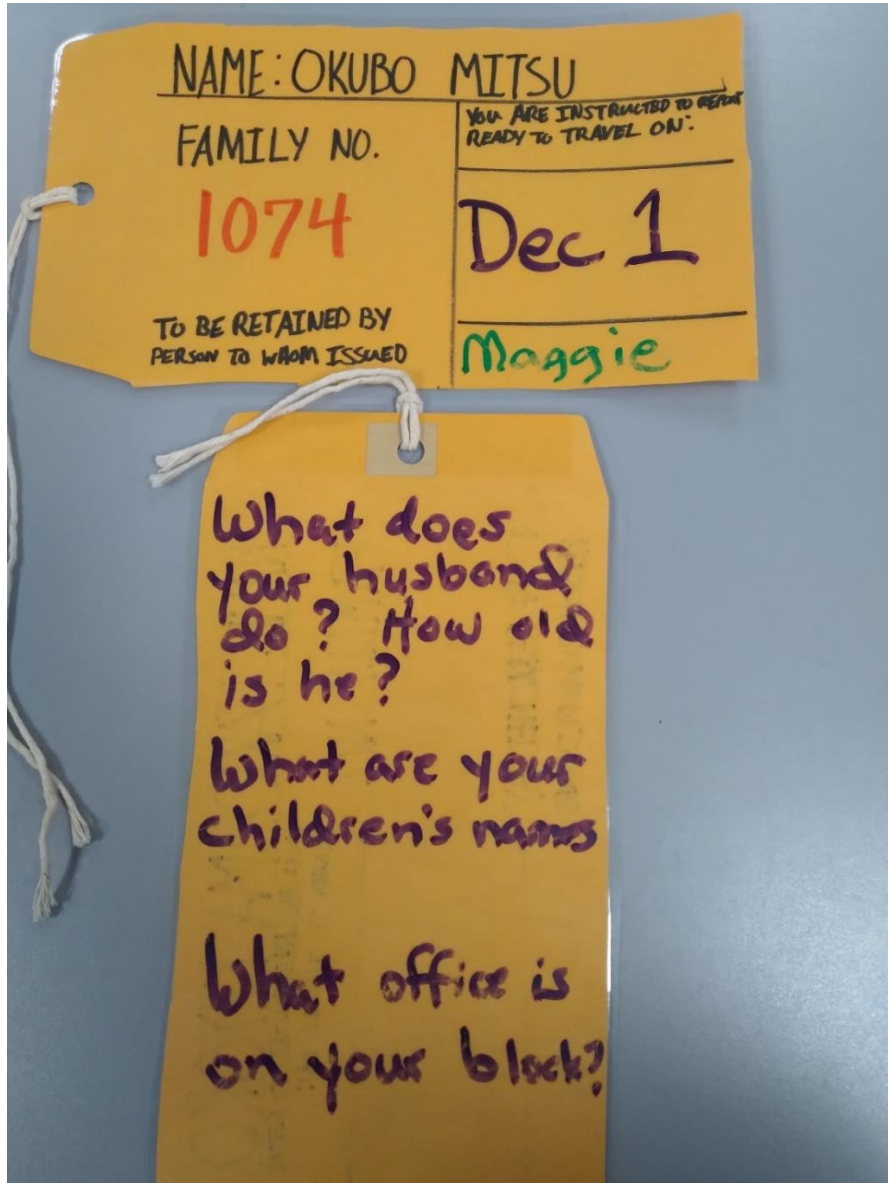 NAME: OKUBO MITSU
FAMILY NO.
1074
TO BE RETAINED BY
PERSON TO WHOM ISSUED
YOU ARE INSTRUCTED TO REPORT
READY TO TRAVEL ON:
Dec 1
Maggie
What does
your husband
do? How old
is he?
What are your
children's names
What office is
on your block?